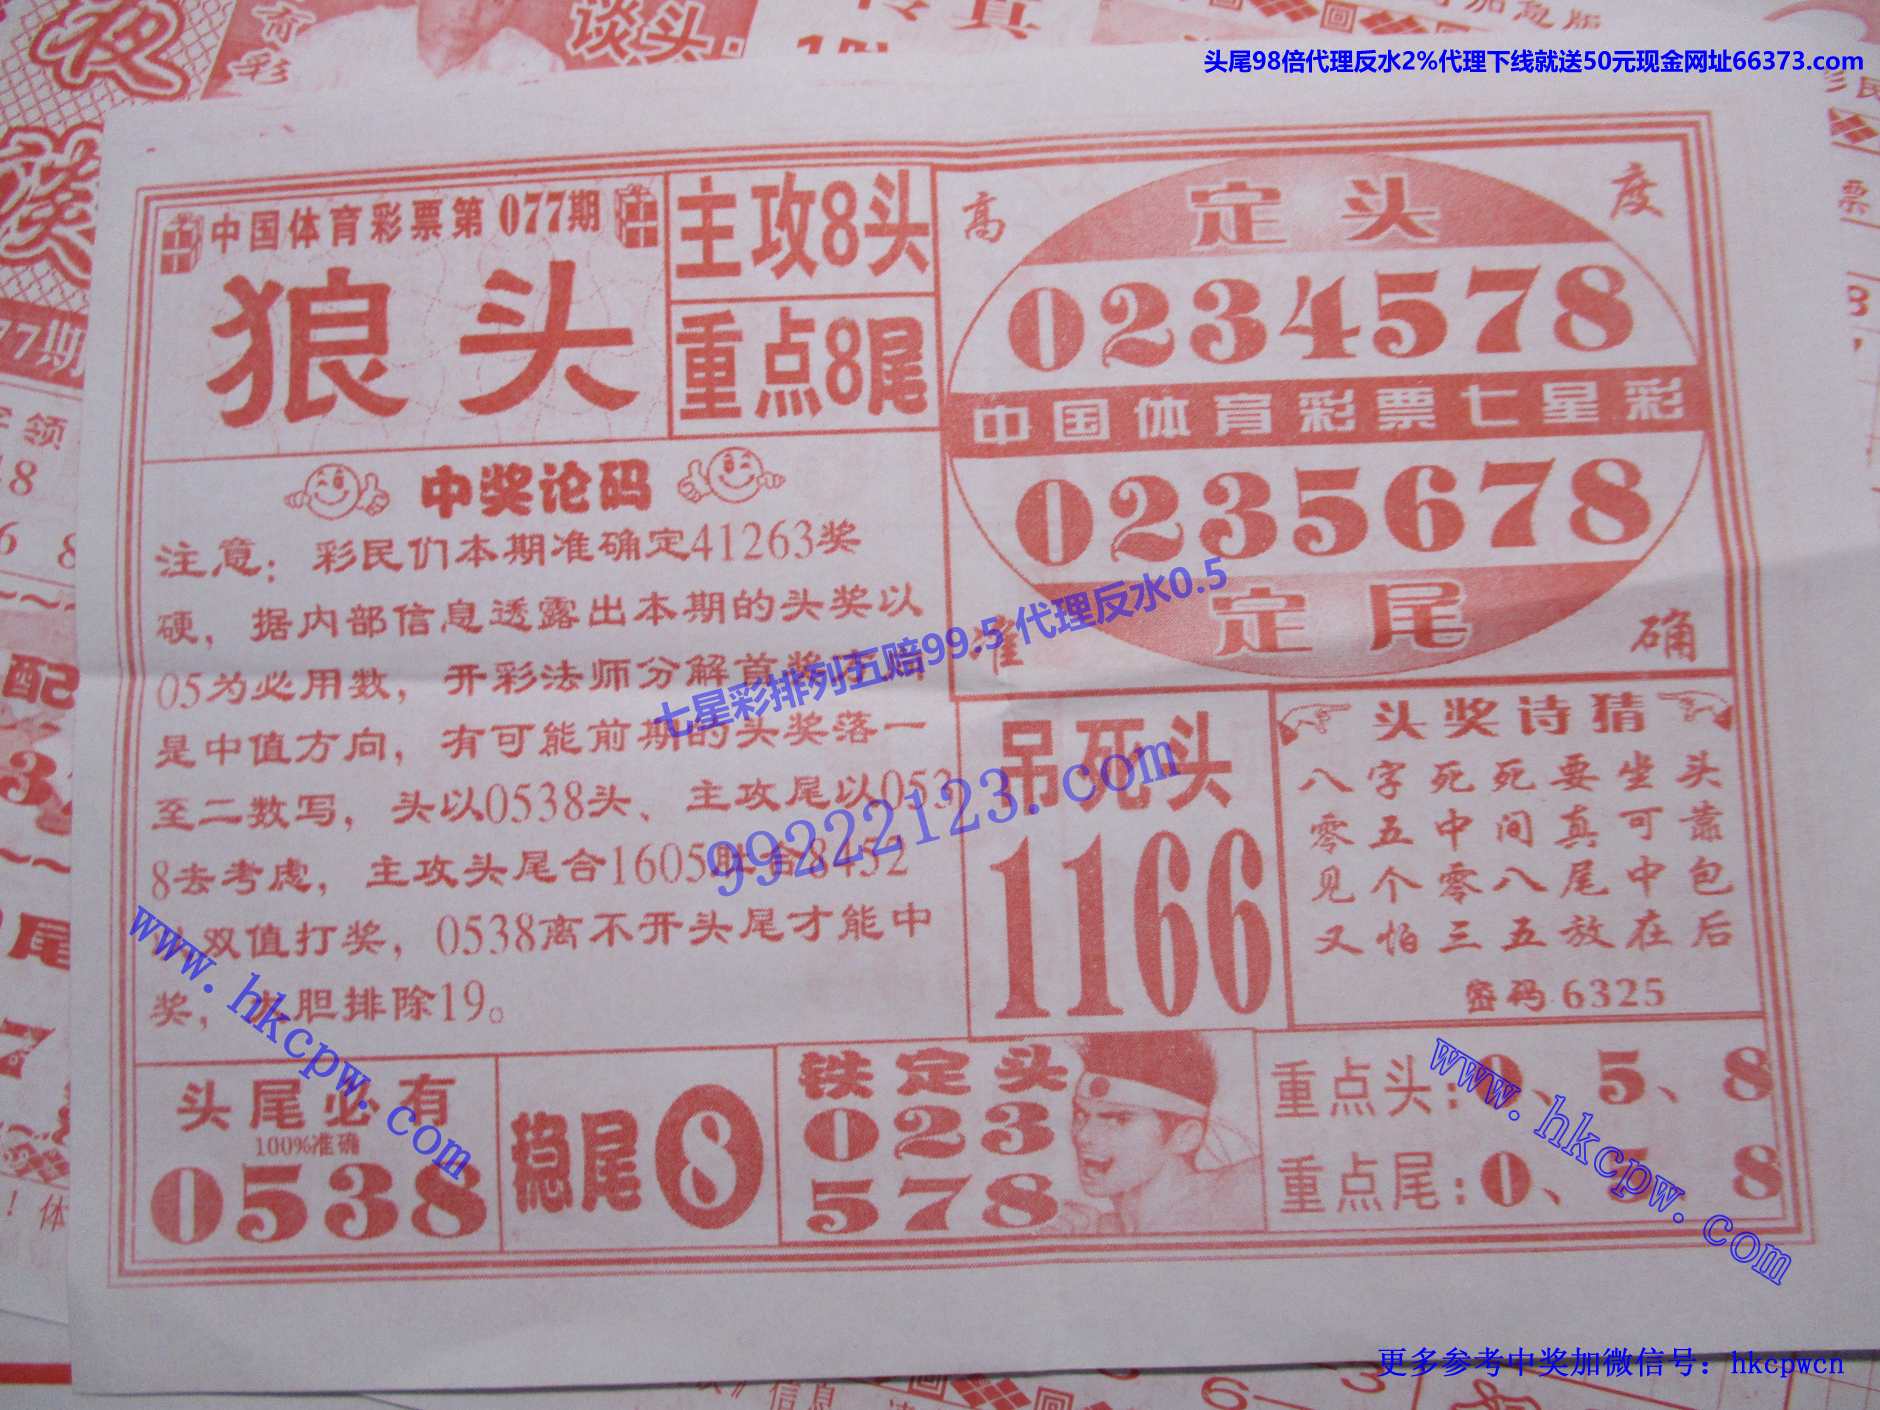 头尾98倍代理反水2%代理下线就送50元现金网址66373.com
中国体育彩票第077期
狼头
主攻8头
重点8尾
高度
定头
0234578
中国体育彩票七星彩
0235678
定尾
准确
中奖论码
注意：彩民们本期准确定41263奖
硬，据内部信息透露出本期的头奖以
05为必用数，开彩法师分解首奖
是中值方向，有可能前期的头奖落一
至二数写，头以0538头、主攻尾以053
8去考虑，主攻头尾合1605胜合8452
双值打奖，0538离不开头尾才能中
奖，胆排除19。
七星彩排列五赔99.5 代理反水0.5
99222123.com
吊死头
1166
头奖诗猜
八字死死要坐头
零五中间真可靠
见个零八尾中包
又怕三五放在后
密码 6325
头尾必有
100%准确
0538
稳尾8
铁定头
023
578
重点头：0、5、8
重点尾：0、5、8
www.hkcpw.com
www.hkcpw.com
更多参考中奖加微信号：hkcpwcn
夜
谈头
77期
配
尾